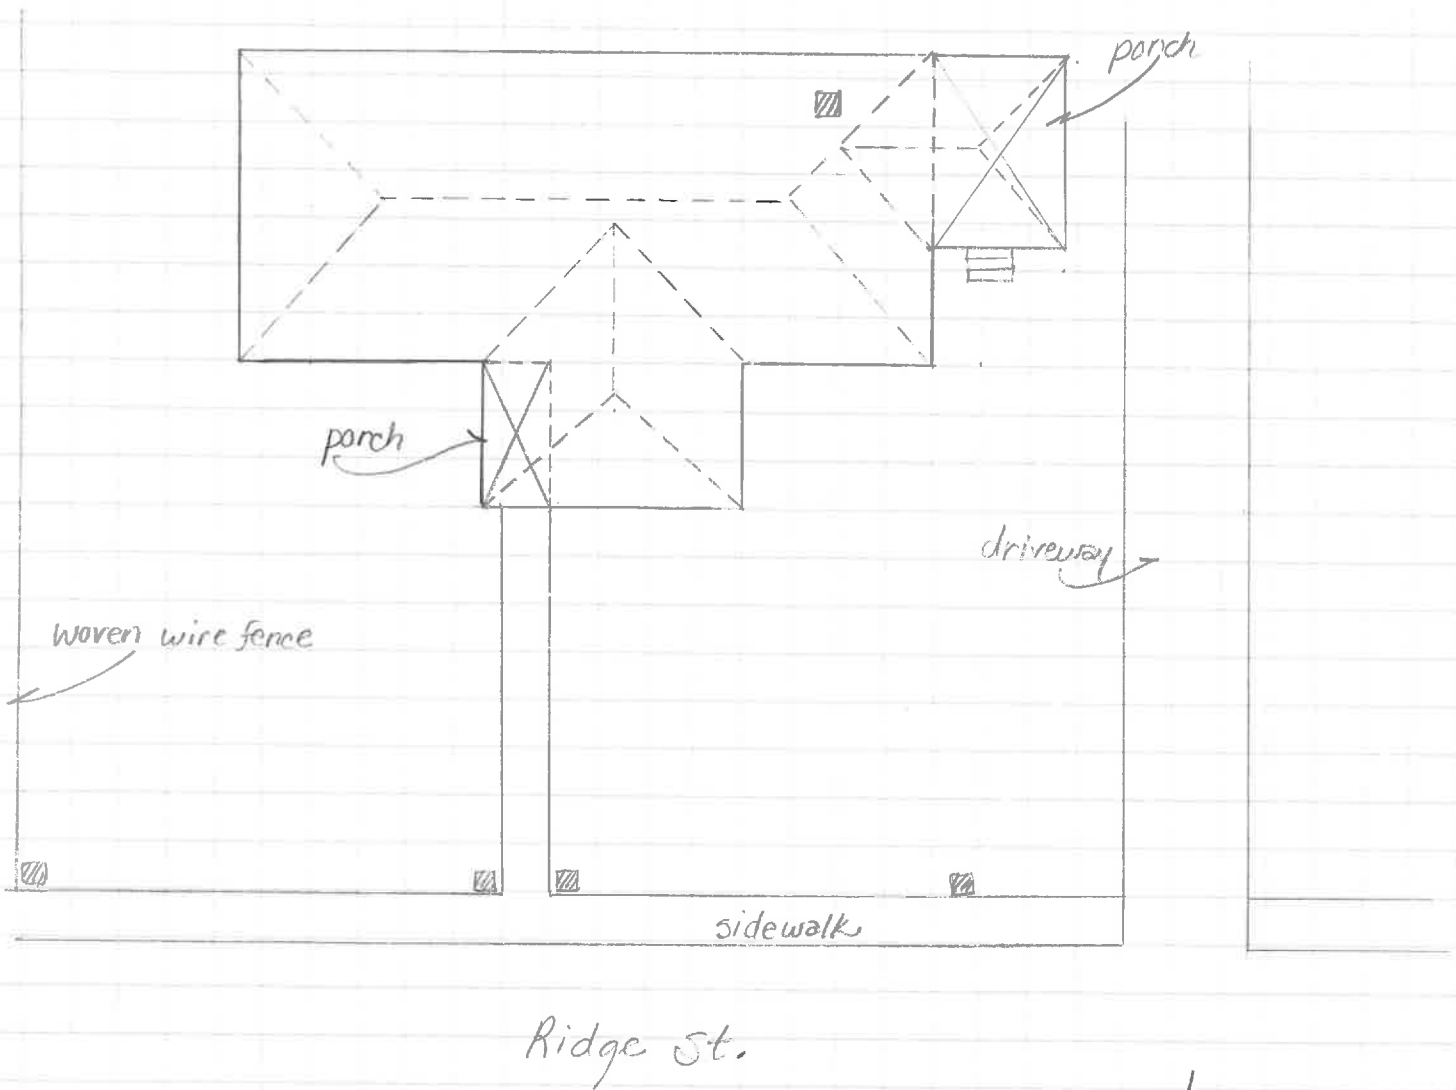 porch
porch
driveway
woven wire fence
sidewalk
Ridge St.